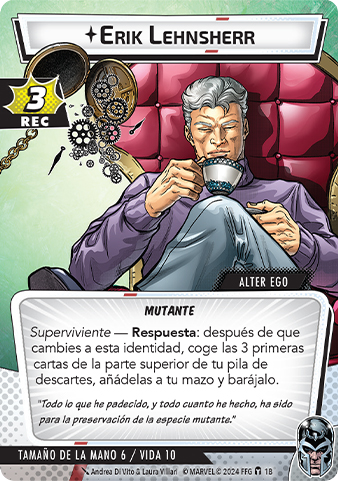 ERIK LEHNSHERR
3
REC
ALTER EGO
MUTANTE
Superviviente — Respuesta: después de que
cambies a esta identidad, coge las 3 primeras
cartas de la parte superior de tu pila de
descartes, añádelas a tu mazo y barájalo.
"Todo lo que he padecido, y todo cuanto he hecho, ha sido
para la preservación de la especie mutante."
TAMAÑO DE LA MANO 6 / VIDA 10
Andrea Di Vito & Laura Villari © MARVEL © 2024 FFG 18